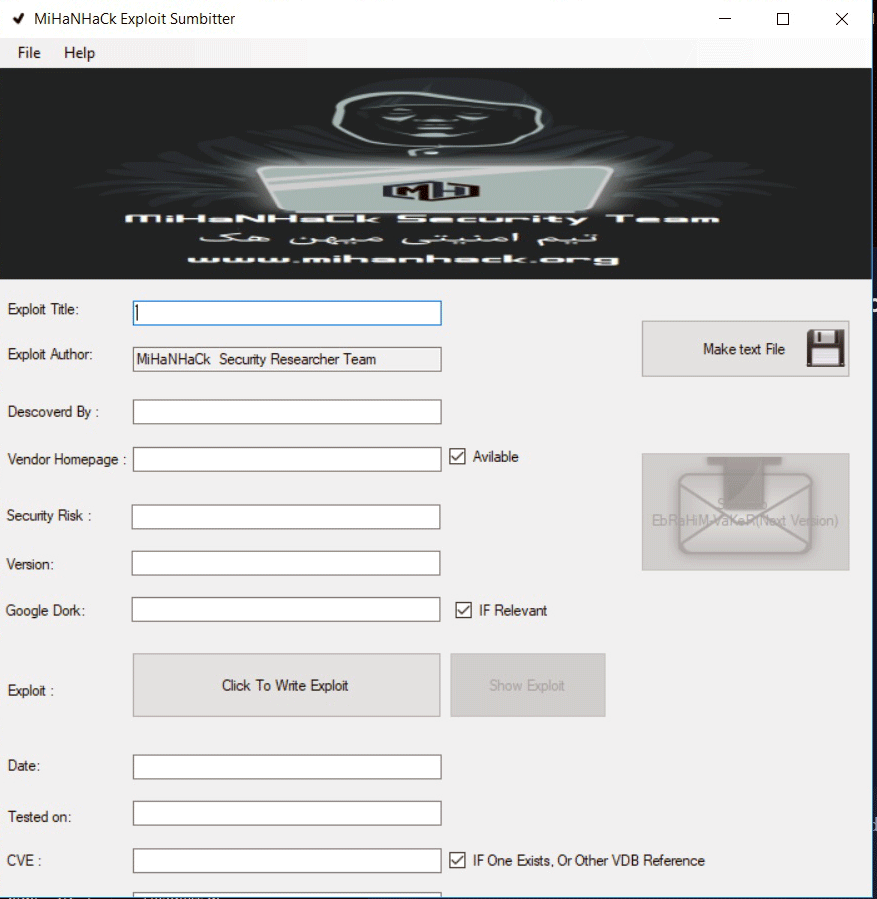 MiHaNHaCk Exploit Sumbitter
File Help
MH
MiHaNHaCk Security Team
تیم امنیتی میهن هک
www.mihanhack.org
Exploit Title:
Make text File
Exploit Author: MiHaNHaCk Security Researcher Team
Descoverd By :
Vendor Homepage : Avilable
EbRaHiM-VaKeR(Next Version)
Security Risk :
Version:
Google Dork: IF Relevant
Exploit : Click To Write Exploit Show Exploit
Date:
Tested on:
CVE : IF One Exists, Or Other VDB Reference